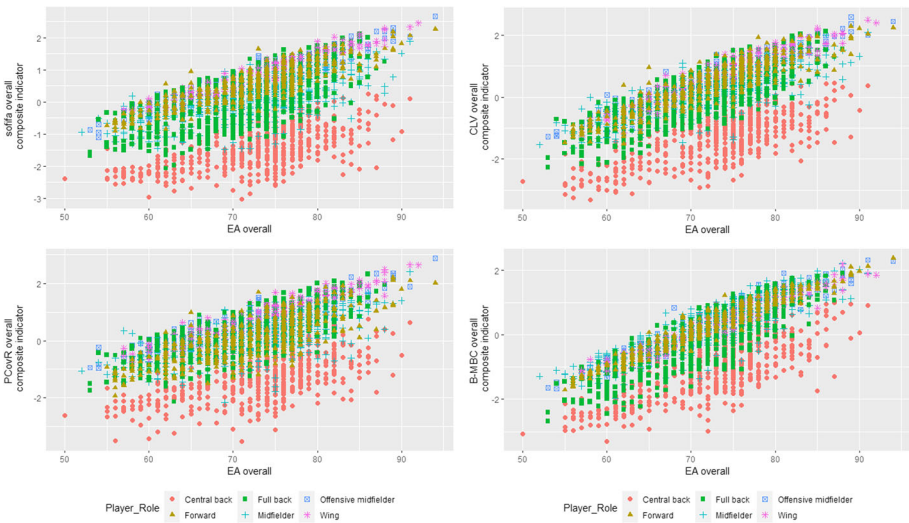 sofifa overall
composite indicator
2
1
0
-1
-2
-3
50
60
70
80
90
EA overall
CLV overall
composite indicator
2
0
-2
50
60
70
80
90
EA overall
PCovR overall
composite indicator
2
0
-2
50
60
70
80
90
EA overall
B-MBC overall
composite indicator
2
0
-2
50
60
70
80
90
EA overall
Player_Role
Central back
Full back
Offensive midfielder
Forward
Midfielder
Wing
Player_Role
Central back
Full back
Offensive midfielder
Forward
Midfielder
Wing